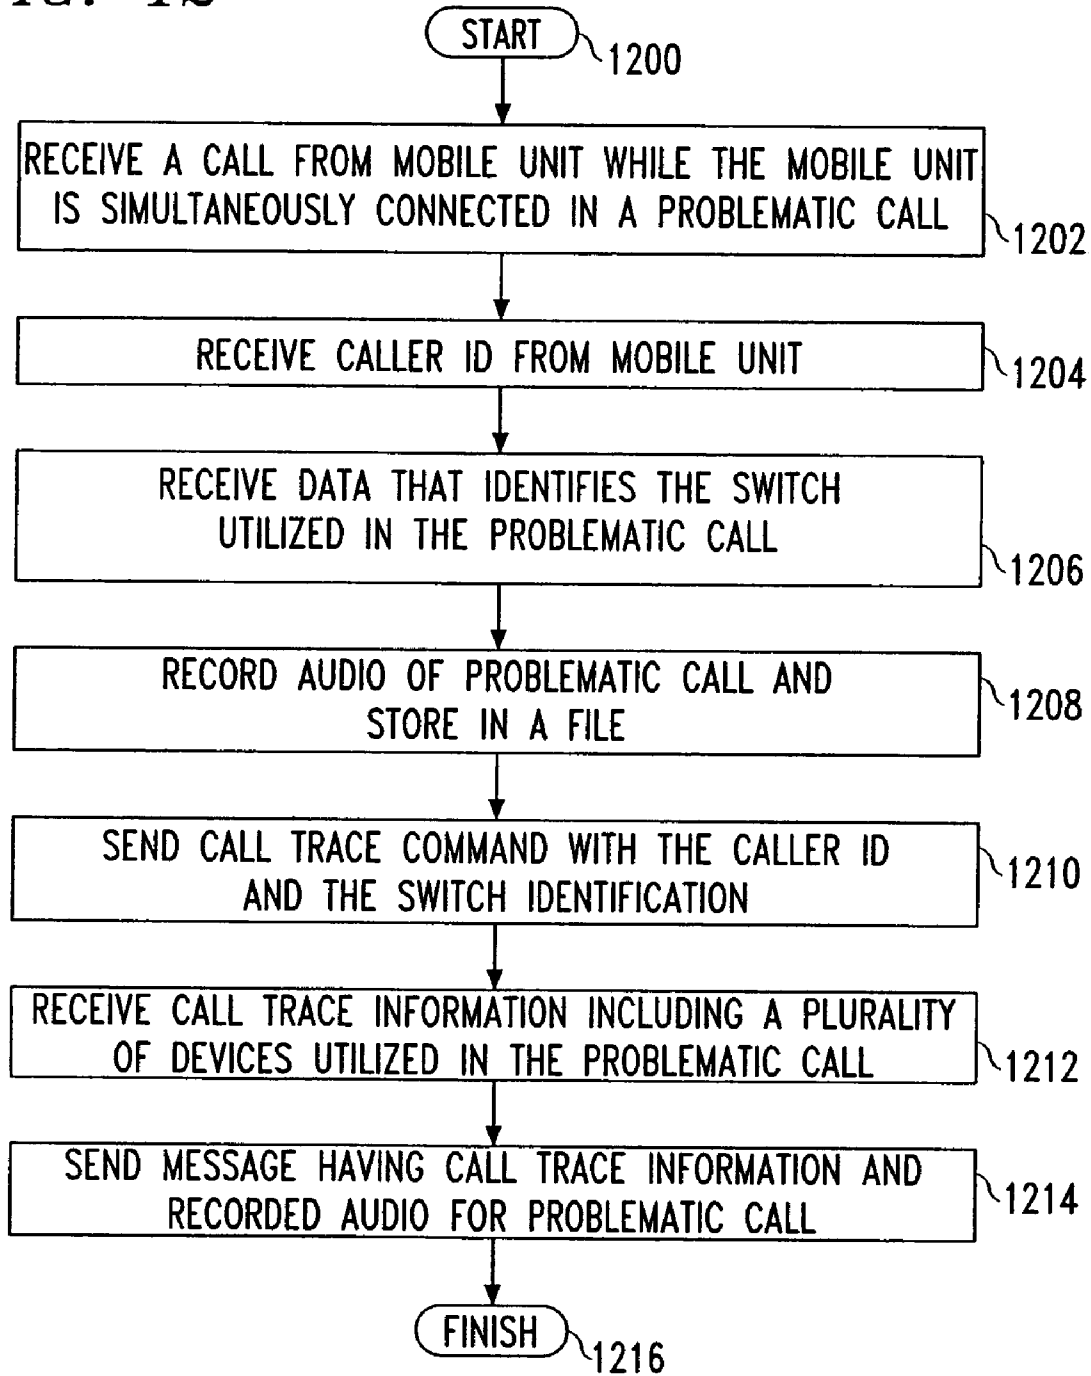 START
1200
RECEIVE A CALL FROM MOBILE UNIT WHILE THE MOBILE UNIT
IS SIMULTANEOUSLY CONNECTED IN A PROBLEMATIC CALL
1202
RECEIVE CALLER ID FROM MOBILE UNIT
1204
RECEIVE DATA THAT IDENTIFIES THE SWITCH
UTILIZED IN THE PROBLEMATIC CALL
1206
RECORD AUDIO OF PROBLEMATIC CALL AND
STORE IN A FILE
1208
SEND CALL TRACE COMMAND WITH THE CALLER ID
AND THE SWITCH IDENTIFICATION
1210
RECEIVE CALL TRACE INFORMATION INCLUDING A PLURALITY
OF DEVICES UTILIZED IN THE PROBLEMATIC CALL
1212
SEND MESSAGE HAVING CALL TRACE INFORMATION AND
RECORDED AUDIO FOR PROBLEMATIC CALL
1214
FINISH
1216